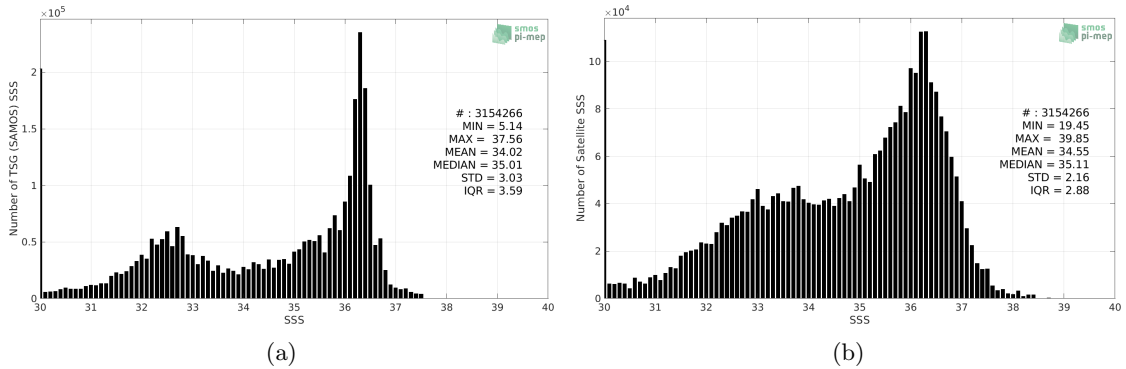 ×10⁵
smos
pi-mep
# : 3154266
MIN = 5.14
MAX = 37.56
MEAN = 34.02
MEDIAN = 35.01
STD = 3.03
IQR = 3.59
Number of TSG (SAMOS) SSS
2
1.5
1
0.5
0
30 31 32 33 34 35 36 37 38 39 40
SSS
(a)
×10⁴
smos
pi-mep
# : 3154266
MIN = 19.45
MAX = 39.85
MEAN = 34.55
MEDIAN = 35.11
STD = 2.16
IQR = 2.88
Number of Satellite SSS
10
8
6
4
2
0
30 31 32 33 34 35 36 37 38 39 40
SSS
(b)